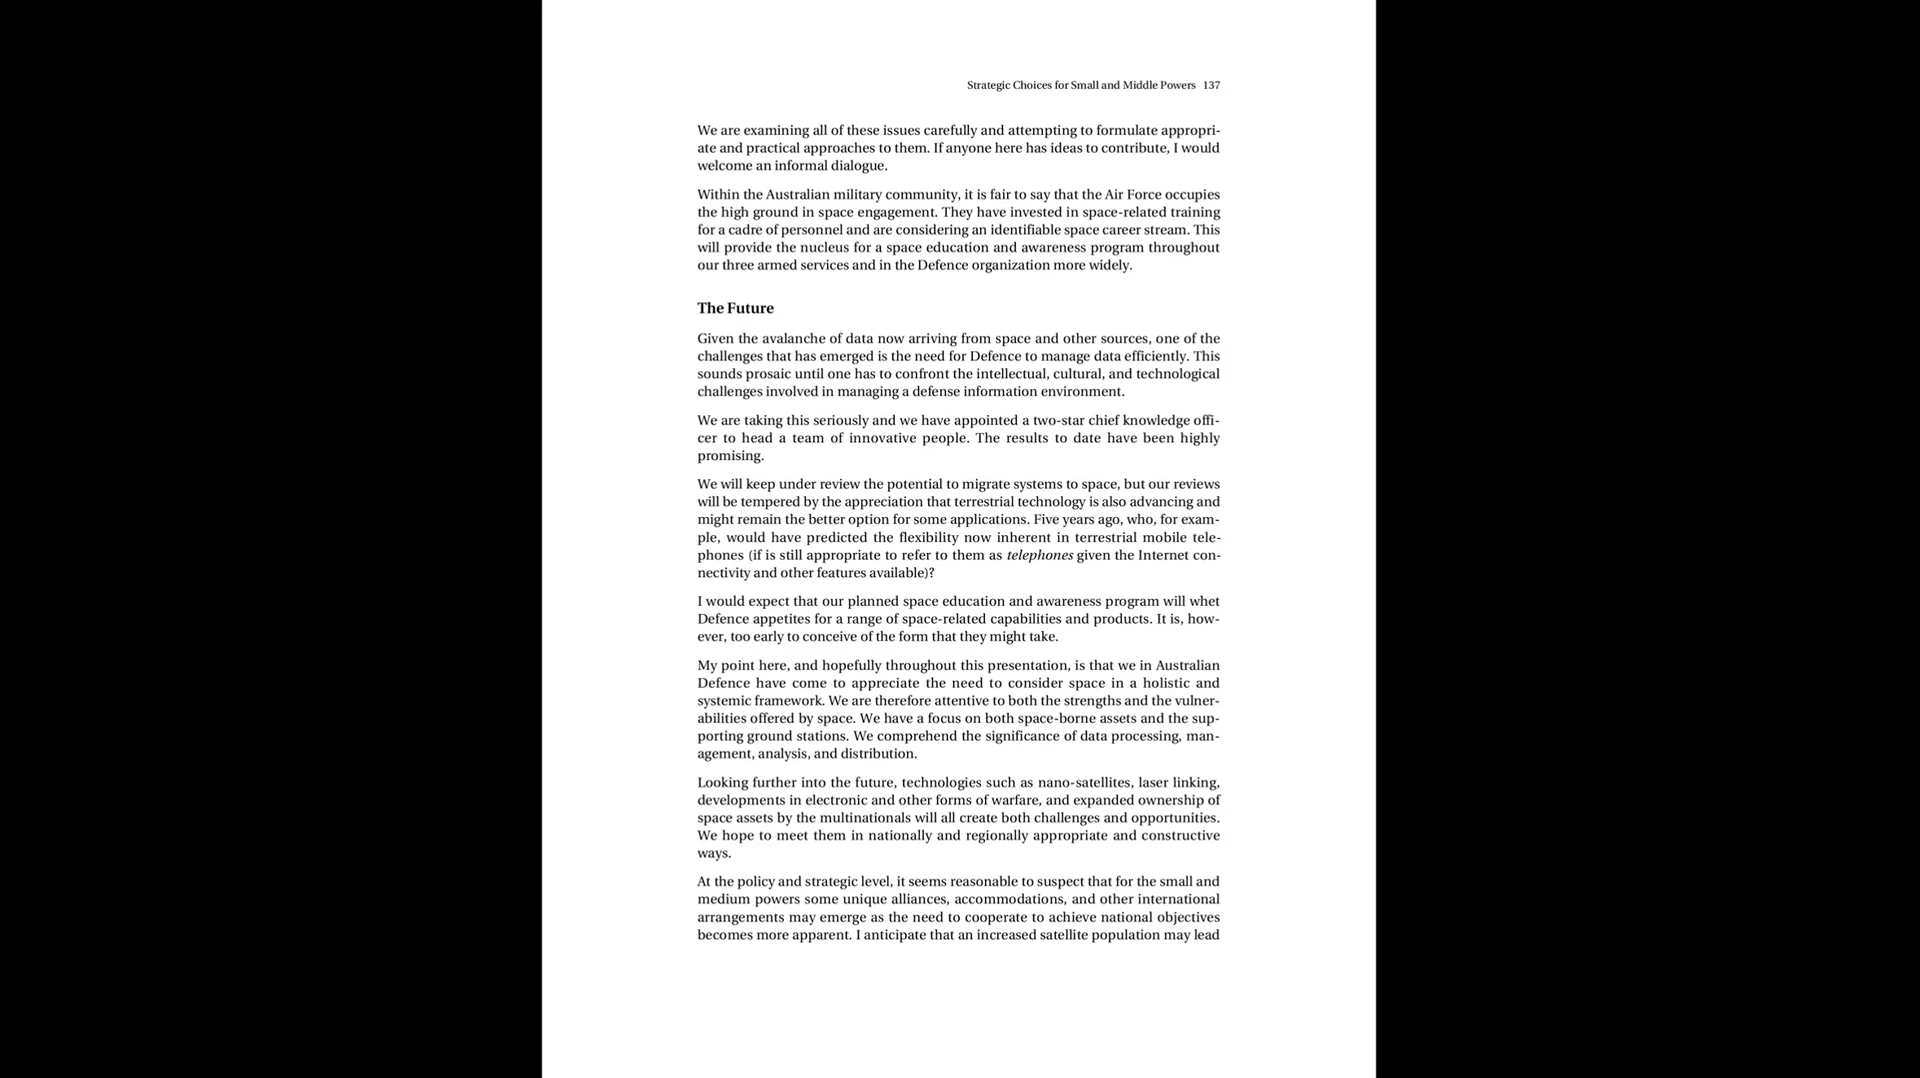 Strategic Choices for Small and Middle Powers 137
We are examining all of these issues carefully and attempting to formulate appropri-
ate and practical approaches to them. If anyone here has ideas to contribute, I would
welcome an informal dialogue.
Within the Australian military community, it is fair to say that the Air Force occupies
the high ground in space engagement. They have invested in space-related training
for a cadre of personnel and are considering an identifiable space career stream. This
will provide the nucleus for a space education and awareness program throughout
our three armed services and in the Defence organization more widely.
The Future
Given the avalanche of data now arriving from space and other sources, one of the
challenges that has emerged is the need for Defence to manage data efficiently. This
sounds prosaic until one has to confront the intellectual, cultural, and technological
challenges involved in managing a defense information environment.
We are taking this seriously and we have appointed a two-star chief knowledge offi-
cer to head a team of innovative people. The results to date have been highly
promising.
We will keep under review the potential to migrate systems to space, but our reviews
will be tempered by the appreciation that terrestrial technology is also advancing and
might remain the better option for some applications. Five years ago, who, for exam-
ple, would have predicted the flexibility now inherent in terrestrial mobile tele-
phones (if is still appropriate to refer to them as telephones given the Internet con-
nectivity and other features available)?
I would expect that our planned space education and awareness program will whet
Defence appetites for a range of space-related capabilities and products. It is, how-
ever, too early to conceive of the form that they might take.
My point here, and hopefully throughout this presentation, is that we in Australian
Defence have come to appreciate the need to consider space in a holistic and
systemic framework. We are therefore attentive to both the strengths and the vulner-
abilities offered by space. We have a focus on both space-borne assets and the sup-
porting ground stations. We comprehend the significance of data processing, man-
agement, analysis, and distribution.
Looking further into the future, technologies such as nano-satellites, laser linking,
developments in electronic and other forms of warfare, and expanded ownership of
space assets by the multinationals will all create both challenges and opportunities.
We hope to meet them in nationally and regionally appropriate and constructive
ways.
At the policy and strategic level, it seems reasonable to suspect that for the small and
medium powers some unique alliances, accommodations, and other international
arrangements may emerge as the need to cooperate to achieve national objectives
becomes more apparent. I anticipate that an increased satellite population may lead